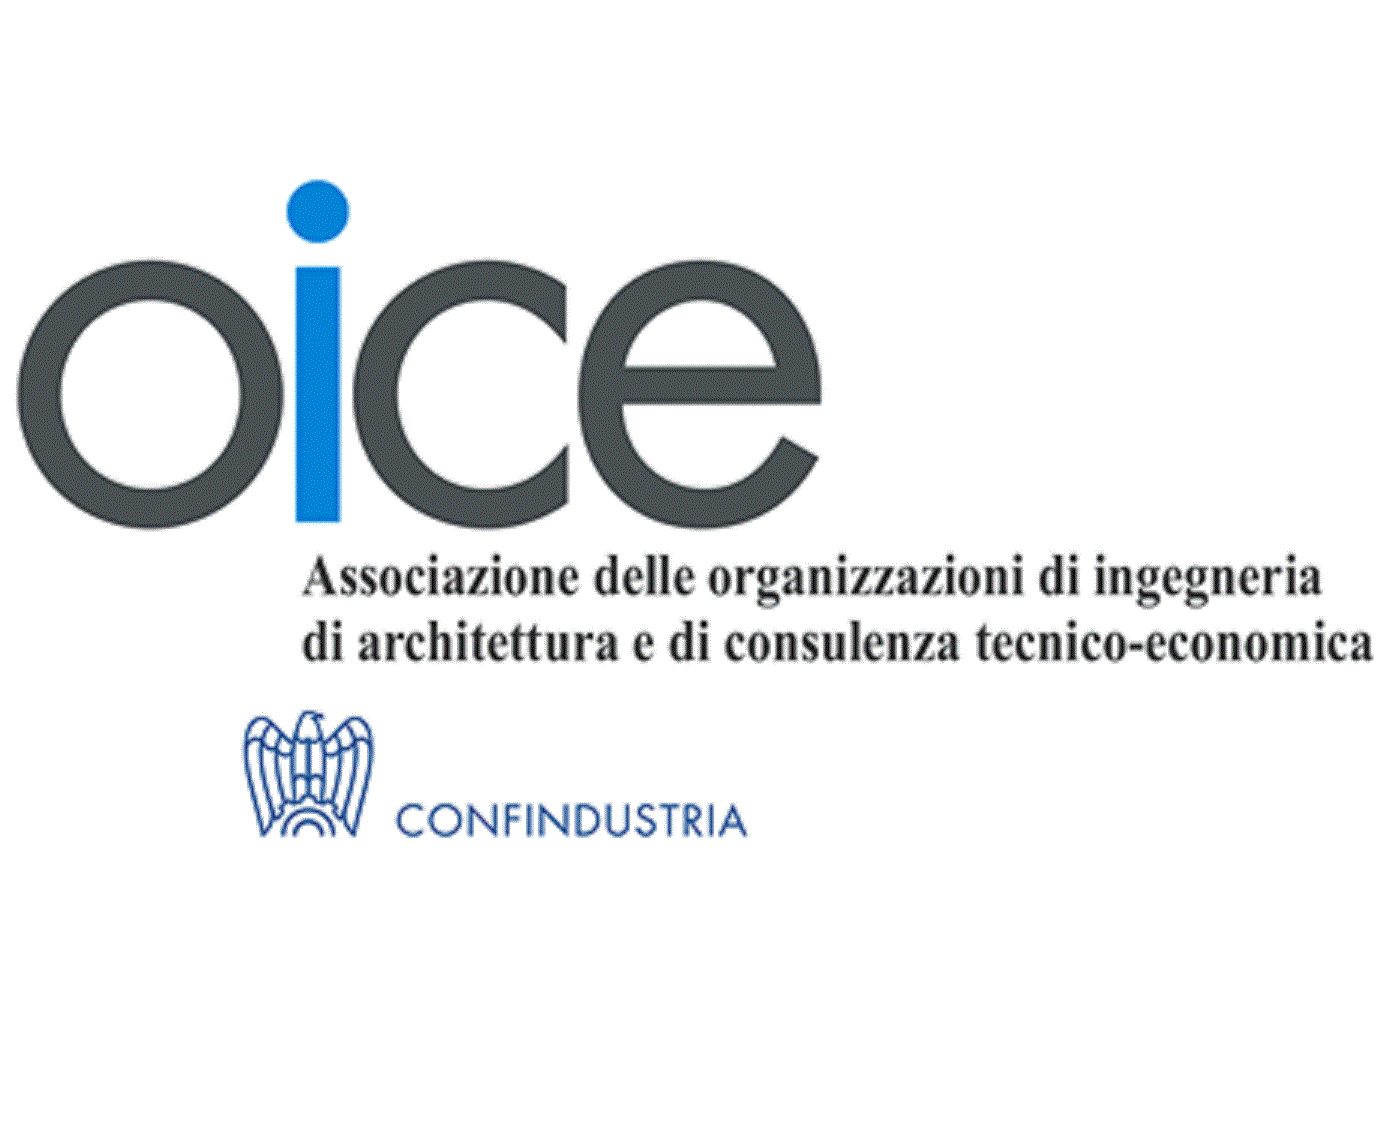 oice
Associazione delle organizzazioni di ingegneria
di architettura e di consulenza tecnico-economica
CONFINDUSTRIA